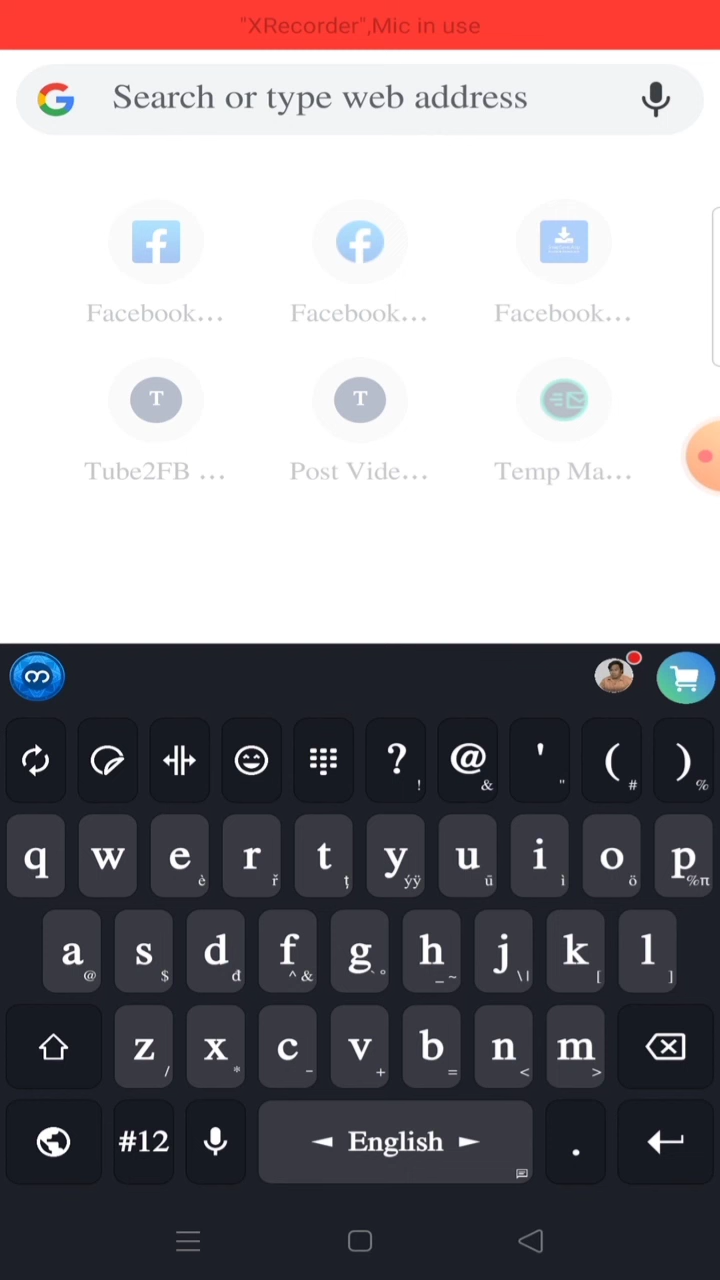 "XRecorder",Mic in use
Search or type web address
Facebook... Facebook... Facebook...
T T
Tube2FB ... Post Vide... Temp Ma...
? ! @ & ' " ( # ) %
q w e è r ř t ţ y ýÿ u ū i ì o ö p %π
a @ s $ d đ f ^ & g ` ° h _ ~ j \ | k [ l ]
z / x * c - v + b = n < m >
#12 ◄ English ► .